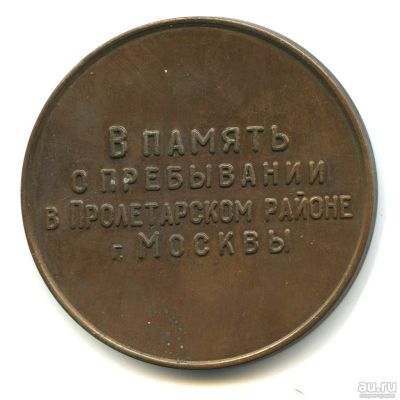 В ПАМЯТЬ
О ПРЕБЫВАНИИ
В ПРОЛЕТАРСКОМ РАЙОНЕ
г. МОСКВЫ
au.ru